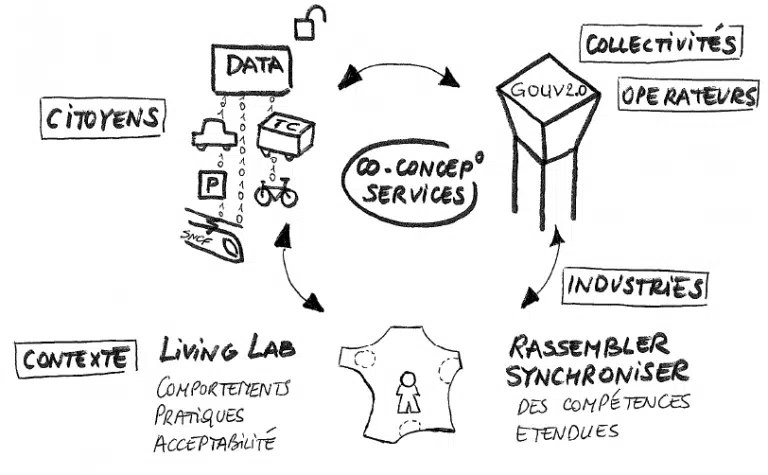 COLLECTIVITÉS
DATA
GOUV2.0
OPERATEURS
CITOYENS
TC
CO-CONCEP°
SERVICES
P
SNCF
INDUSTRIES
CONTEXTE
LIVING LAB
COMPORTEMENTS
PRATIQUES
ACCEPTABILITÉ
RASSEMBLER
SYNCHRONISER
DES COMPÉTENCES
ETENDUES